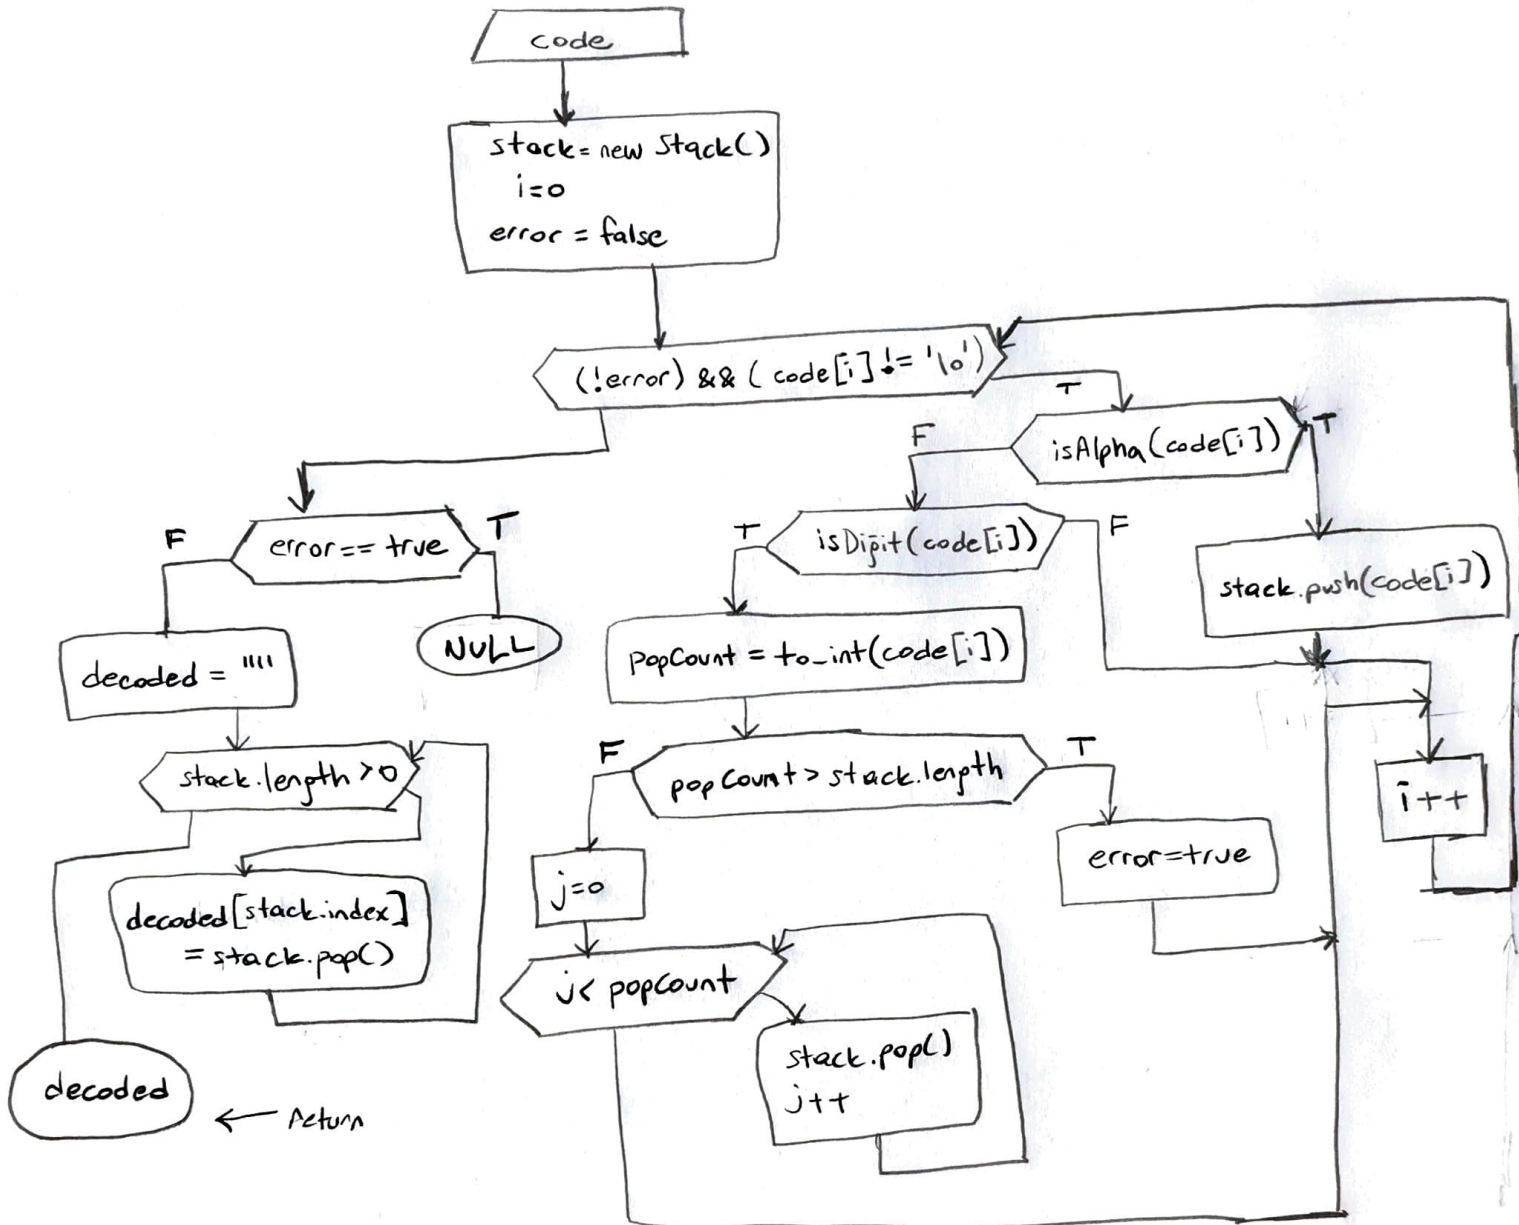 code
stack = new Stack()
i=0
error = false
(!error) && ( code[i] != '\0')
T
F
isAlpha(code[i])
T
F
error == true
T
T
isDigit(code[i])
F
stack.push(code[i])
decoded = ""
NULL
popCount = to_int(code[i])
stack.length > 0
F
popCount > stack.length
T
i++
decoded[stack.index]
= stack.pop()
j=0
error=true
j< popCount
stack.pop()
j++
decoded
← Return